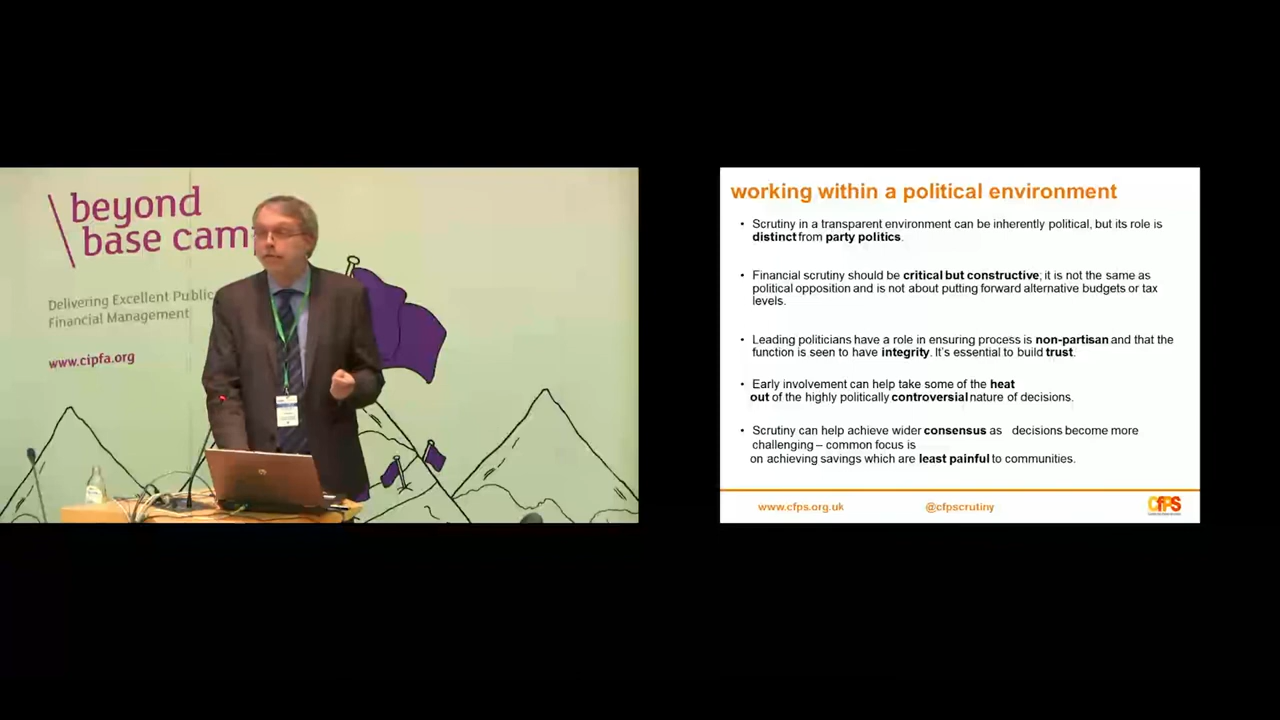 beyond
base cam
Delivering Excellent Public
Financial Management
www.cipfa.org
working within a political environment
• Scrutiny in a transparent environment can be inherently political, but its role is
distinct from party politics.
• Financial scrutiny should be critical but constructive; it is not the same as
political opposition and is not about putting forward alternative budgets or tax
levels.
• Leading politicians have a role in ensuring process is non-partisan and that the
function is seen to have integrity. It's essential to build trust.
• Early involvement can help take some of the heat
out of the highly politically controversial nature of decisions.
• Scrutiny can help achieve wider consensus as decisions become more
challenging – common focus is
on achieving savings which are least painful to communities.
www.cfps.org.uk
@cfpscrutiny
CfPS